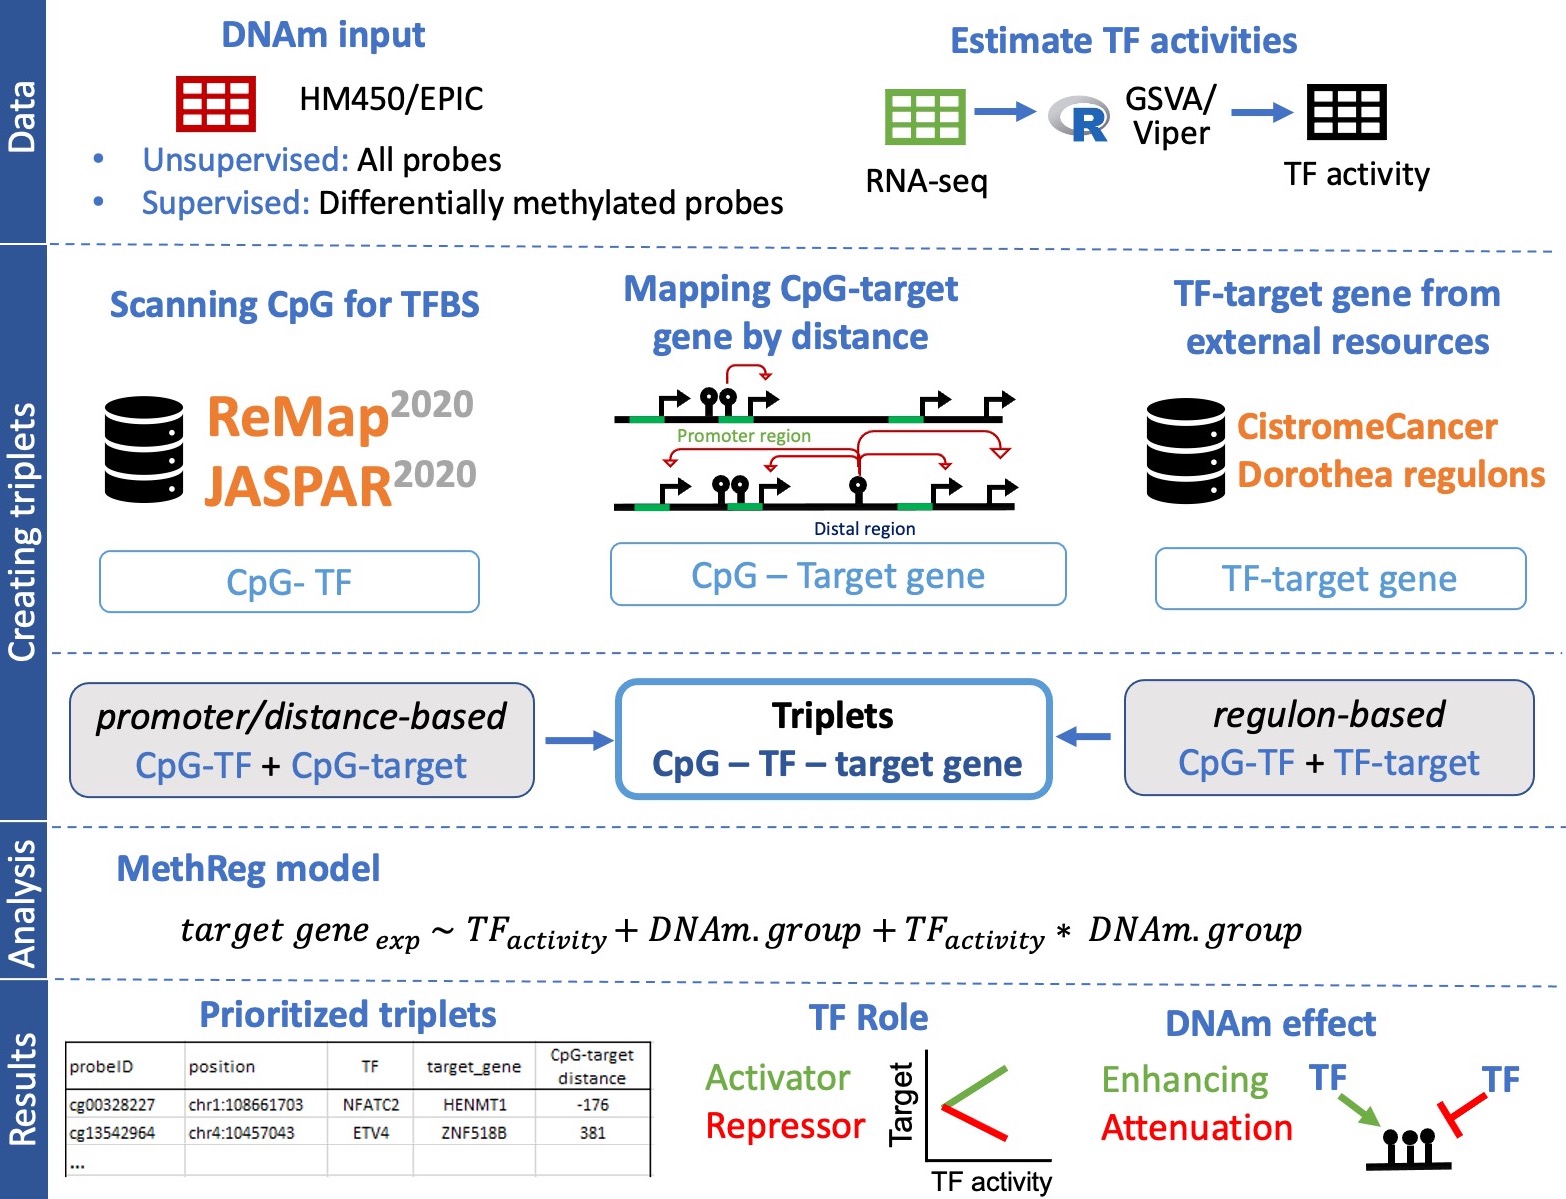 Data
DNAm input
HM450/EPIC
• Unsupervised: All probes
• Supervised: Differentially methylated probes
Estimate TF activities
RNA-seq
R
GSVA/
Viper
TF activity
Creating triplets
Scanning CpG for TFBS
ReMap2020
JASPAR2020
CpG- TF
Mapping CpG-target
gene by distance
Promoter region
Distal region
CpG – Target gene
TF-target gene from
external resources
CistromeCancer
Dorothea regulons
TF-target gene
promoter/distance-based
CpG-TF + CpG-target
Triplets
CpG – TF – target gene
regulon-based
CpG-TF + TF-target
Analysis
MethReg model
target gene exp ~ TF activity + DNAm. group + TF activity * DNAm. group
Results
Prioritized triplets
probeID position TF target_gene CpG-target distance
cg00328227 chr1:108661703 NFATC2 HENMT1 -176
cg13542964 chr4:10457043 ETV4 ZNF518B 381
...
TF Role
Activator
Repressor
Target
TF activity
DNAm effect
Enhancing
Attenuation
TF
TF